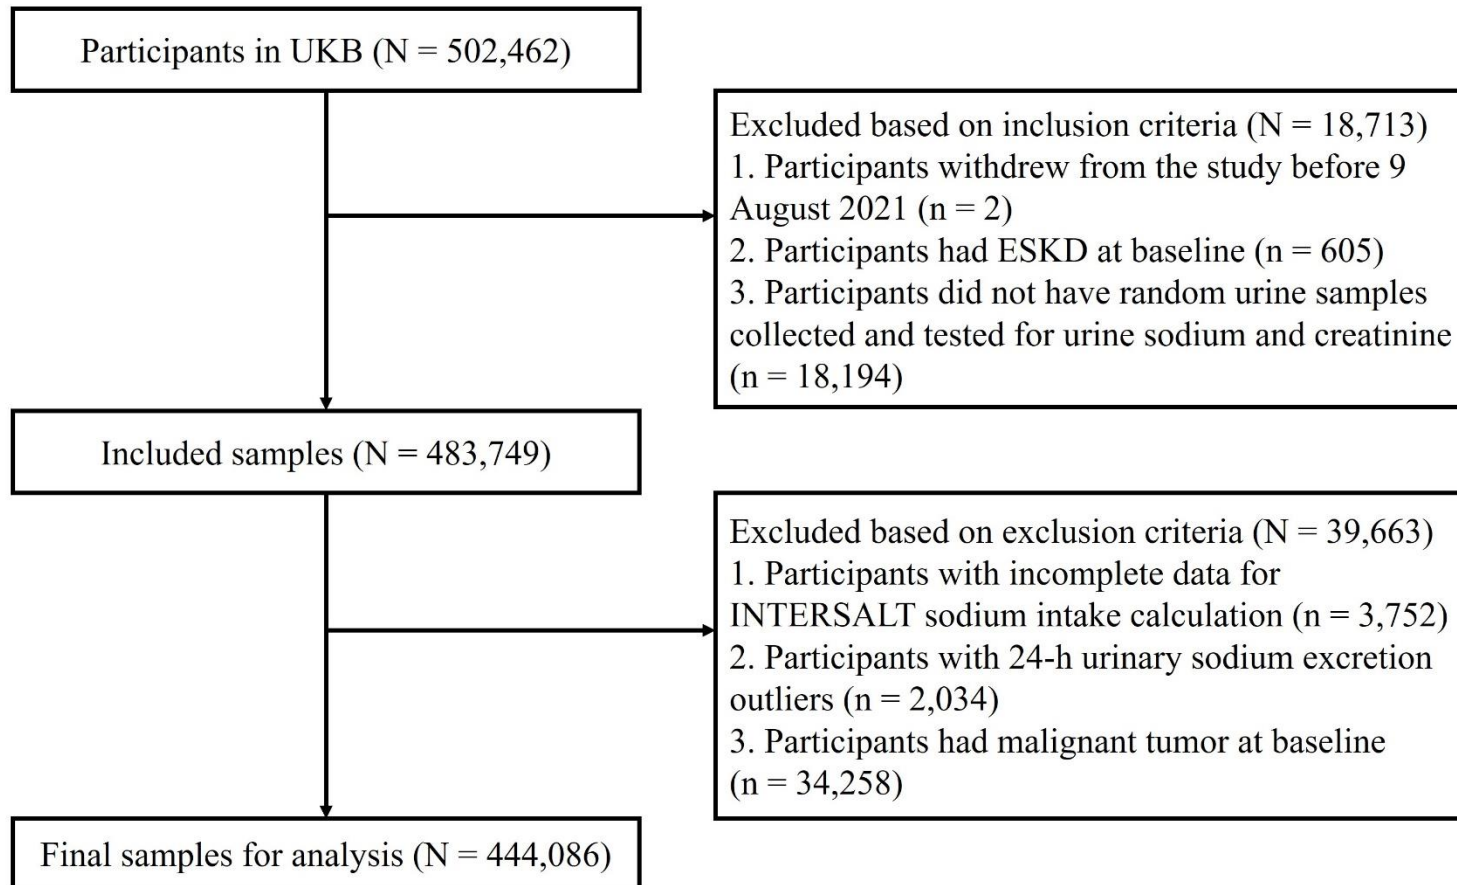 Participants in UKB (N = 502,462)
Excluded based on inclusion criteria (N = 18,713)
1. Participants withdrew from the study before 9
August 2021 (n = 2)
2. Participants had ESKD at baseline (n = 605)
3. Participants did not have random urine samples
collected and tested for urine sodium and creatinine
(n = 18,194)
Included samples (N = 483,749)
Excluded based on exclusion criteria (N = 39,663)
1. Participants with incomplete data for
INTERSALT sodium intake calculation (n = 3,752)
2. Participants with 24-h urinary sodium excretion
outliers (n = 2,034)
3. Participants had malignant tumor at baseline
(n = 34,258)
Final samples for analysis (N = 444,086)